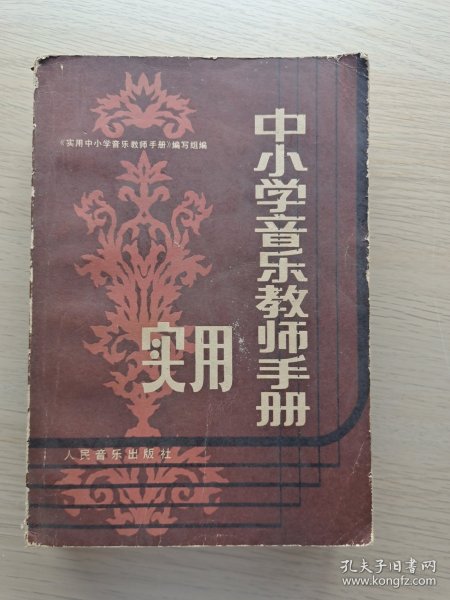 《实用中小学音乐教师手册》编写组编
实用
中小学音乐教师手册
人民音乐出版社
孔夫子旧书网
www.kongfz.com